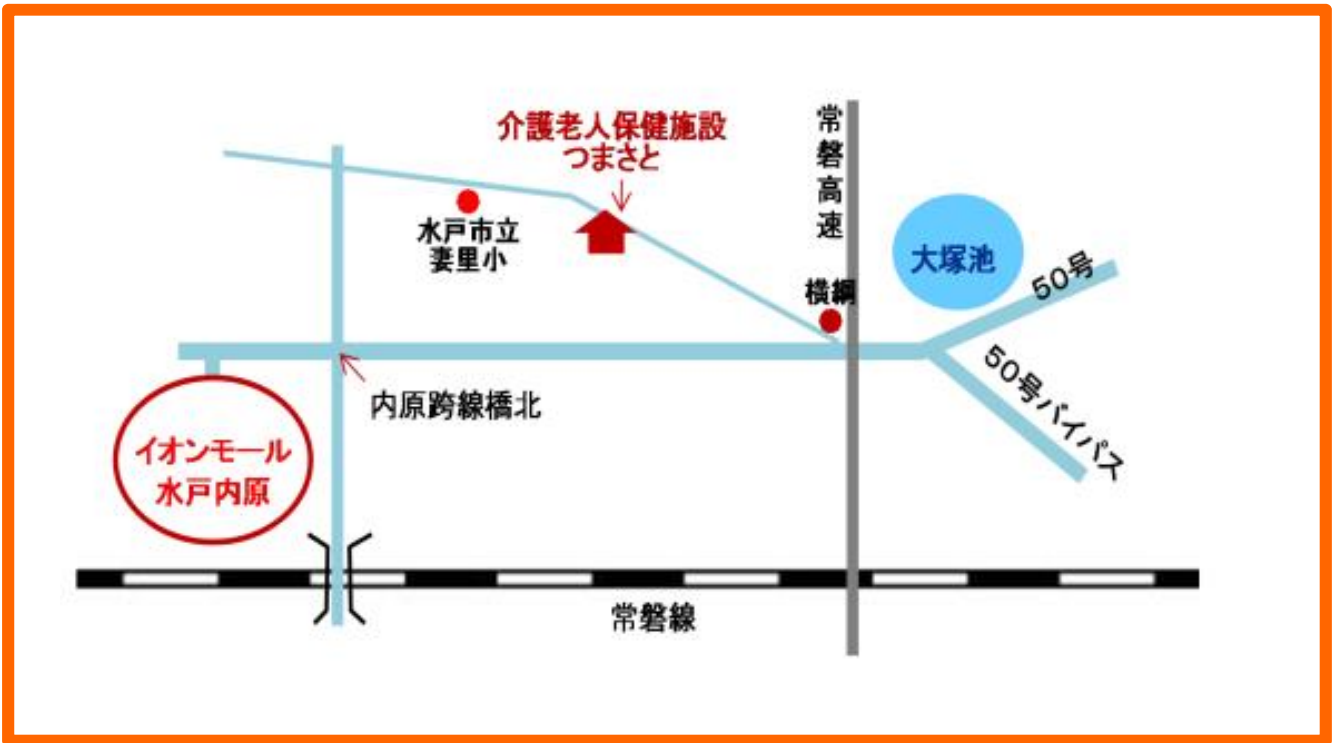 介護老人保健施設
つまさと
常磐高速
水戸市立
妻里小
大塚池
50号
横綱
50号バイパス
内原跨線橋北
イオンモール
水戸内原
常磐線